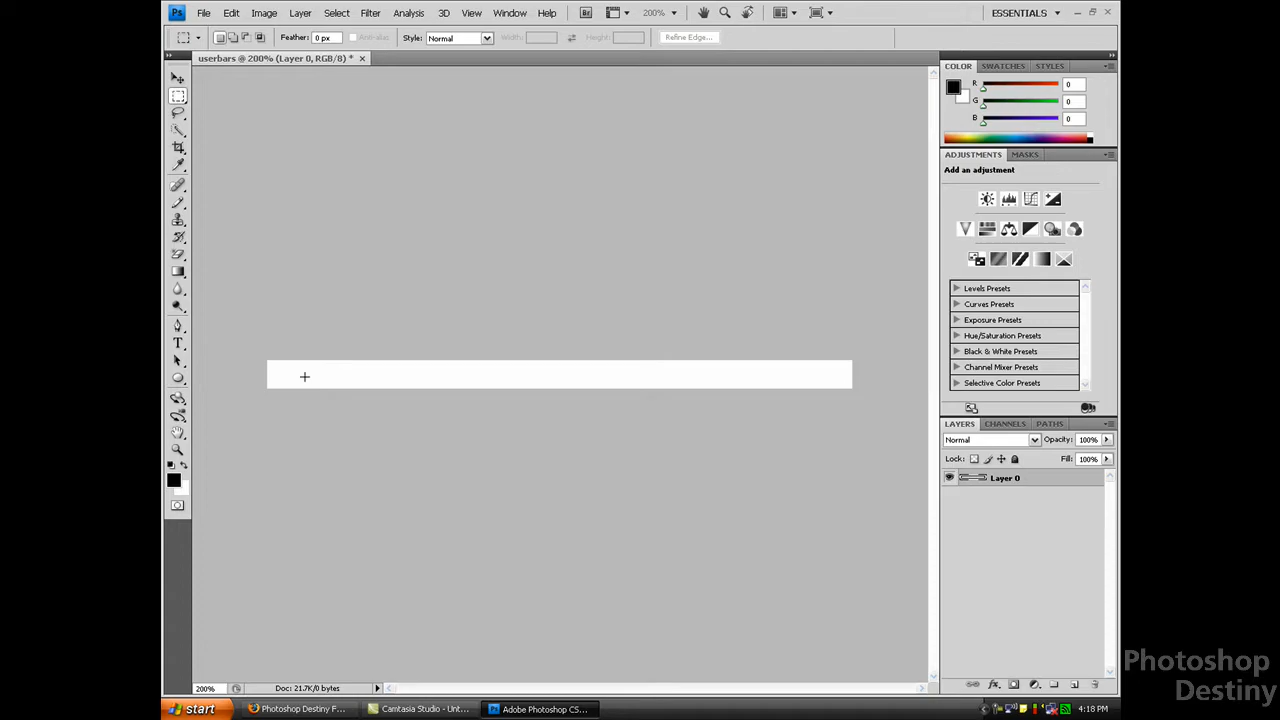 Ps File Edit Image Layer Select Filter Analysis 3D View Window Help Br 200% ESSENTIALS
Feather: 0 px Anti-alias Style: Normal Width: Height: Refine Edge...
userbars @ 200% (Layer 0, RGB/8) *
COLOR SWATCHES STYLES
R 0
G 0
B 0
ADJUSTMENTS MASKS
Add an adjustment
Levels Presets
Curves Presets
Exposure Presets
Hue/Saturation Presets
Black & White Presets
Channel Mixer Presets
Selective Color Presets
LAYERS CHANNELS PATHS
Normal Opacity: 100%
Lock: Fill: 100%
Layer 0
200% Doc: 21.7K/0 bytes
start Photoshop Destiny F... Camtasia Studio - Unt... Ps Adobe Photoshop CS... 4:18 PM
Photoshop
Destiny